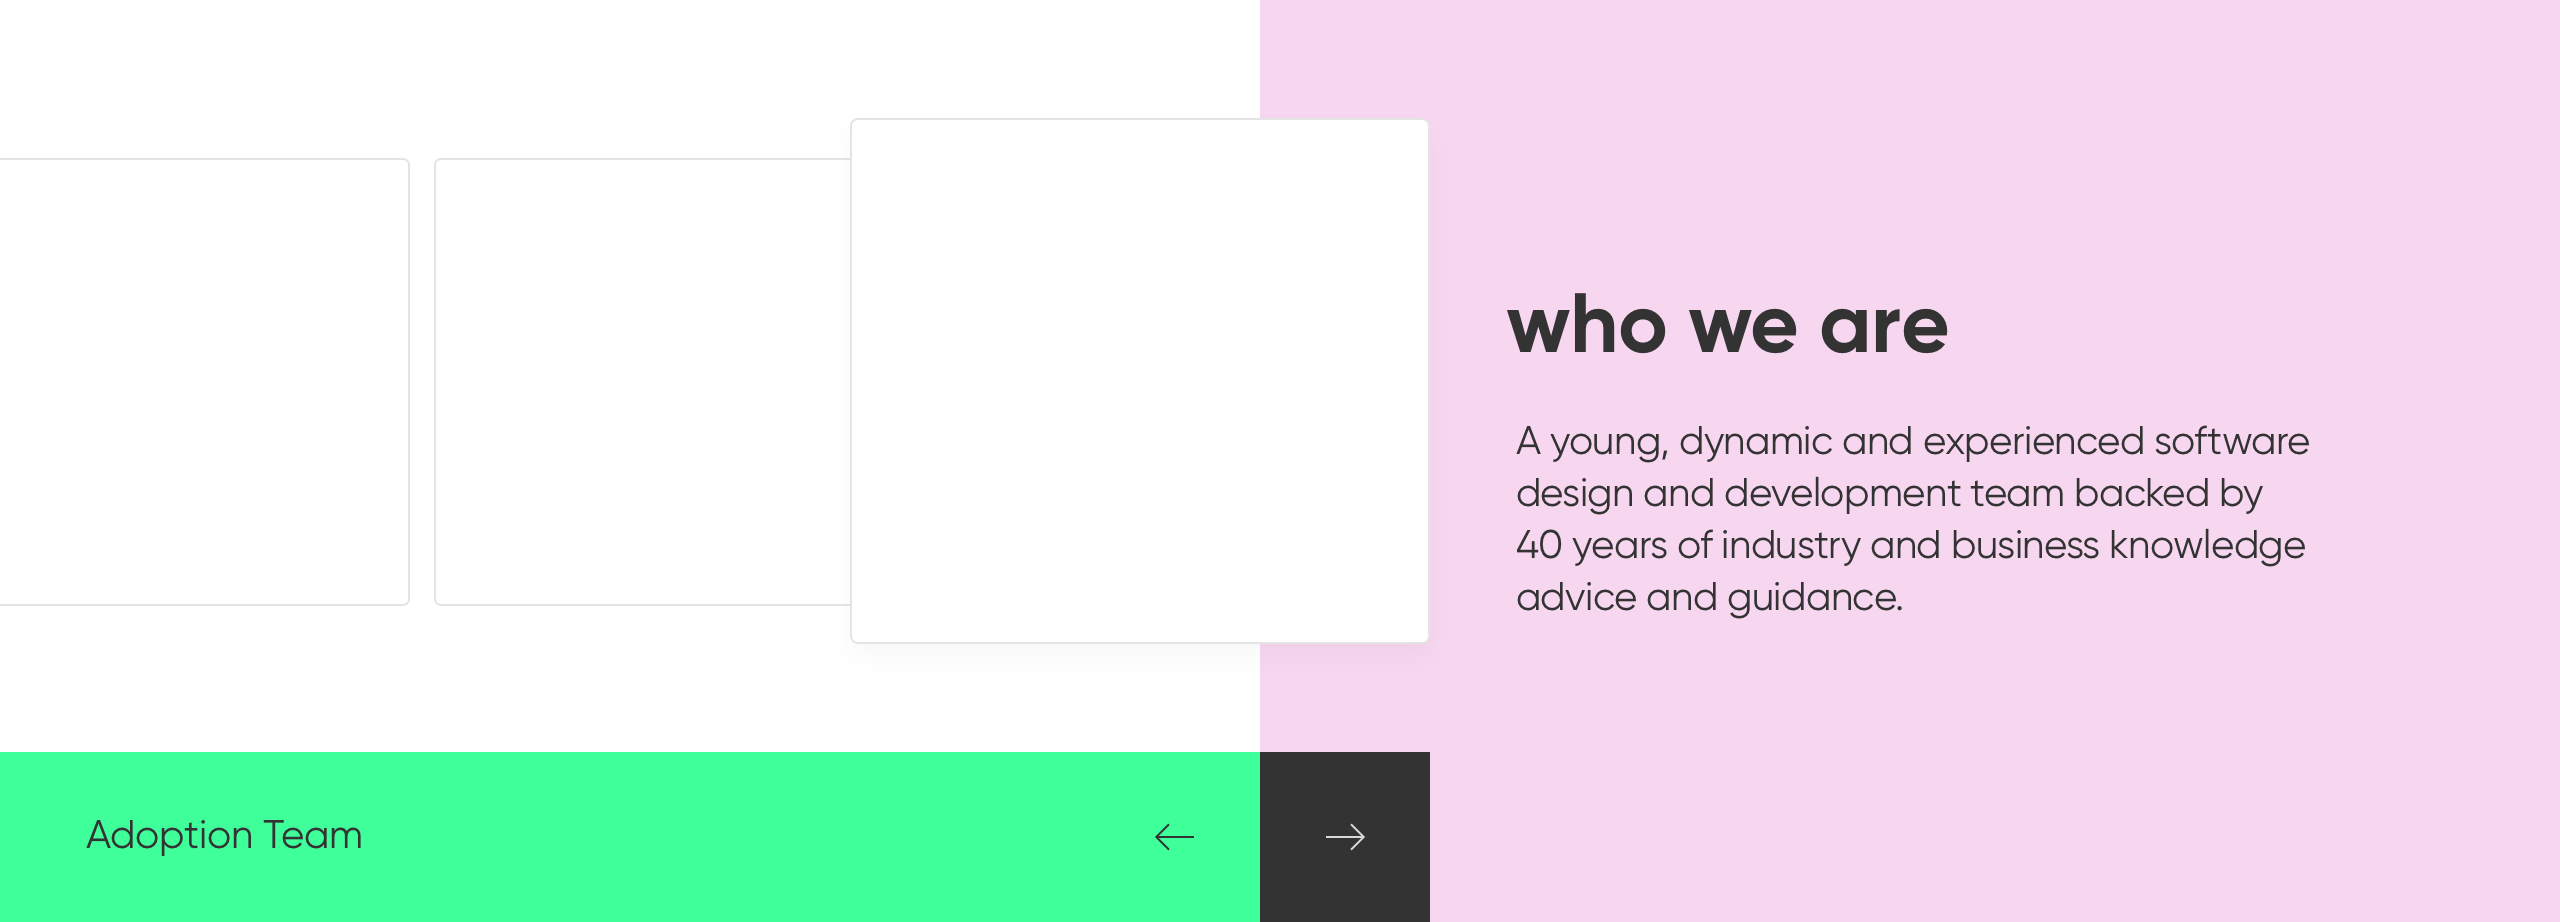 who we are
A young, dynamic and experienced software
design and development team backed by
40 years of industry and business knowledge
advice and guidance.
Adoption Team